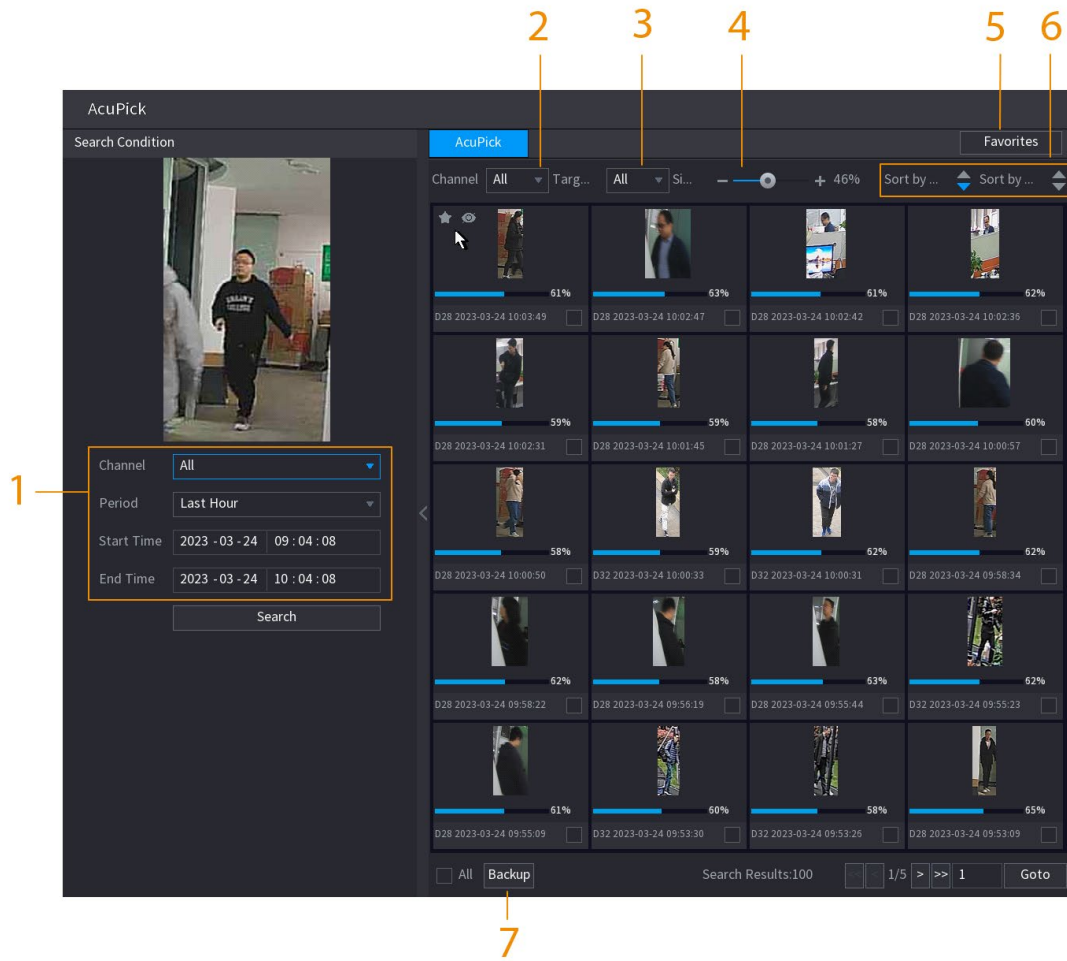 2 3 4 5 6
AcuPick
Search Condition
AcuPick
Favorites
Channel All Targ... All Si... − + 46% Sort by ... Sort by ...
61% 63% 61% 62%
D28 2023-03-24 10:03:49 D28 2023-03-24 10:02:47 D28 2023-03-24 10:02:42 D28 2023-03-24 10:02:36
59% 59% 58% 60%
D28 2023-03-24 10:02:31 D28 2023-03-24 10:01:45 D28 2023-03-24 10:01:27 D28 2023-03-24 10:00:57
1
Channel All
Period Last Hour
Start Time 2023 -03 -24 09 : 04 : 08
End Time 2023 -03 -24 10 : 04 : 08
Search
58% 59% 62% 62%
D28 2023-03-24 10:00:50 D32 2023-03-24 10:00:33 D32 2023-03-24 10:00:31 D28 2023-03-24 09:58:34
62% 58% 63% 62%
D28 2023-03-24 09:58:22 D28 2023-03-24 09:56:19 D28 2023-03-24 09:55:44 D32 2023-03-24 09:55:23
61% 60% 58% 65%
D28 2023-03-24 09:55:09 D32 2023-03-24 09:53:30 D32 2023-03-24 09:53:26 D28 2023-03-24 09:53:09
All Backup Search Results:100 << < 1/5 > >> 1 Goto
7